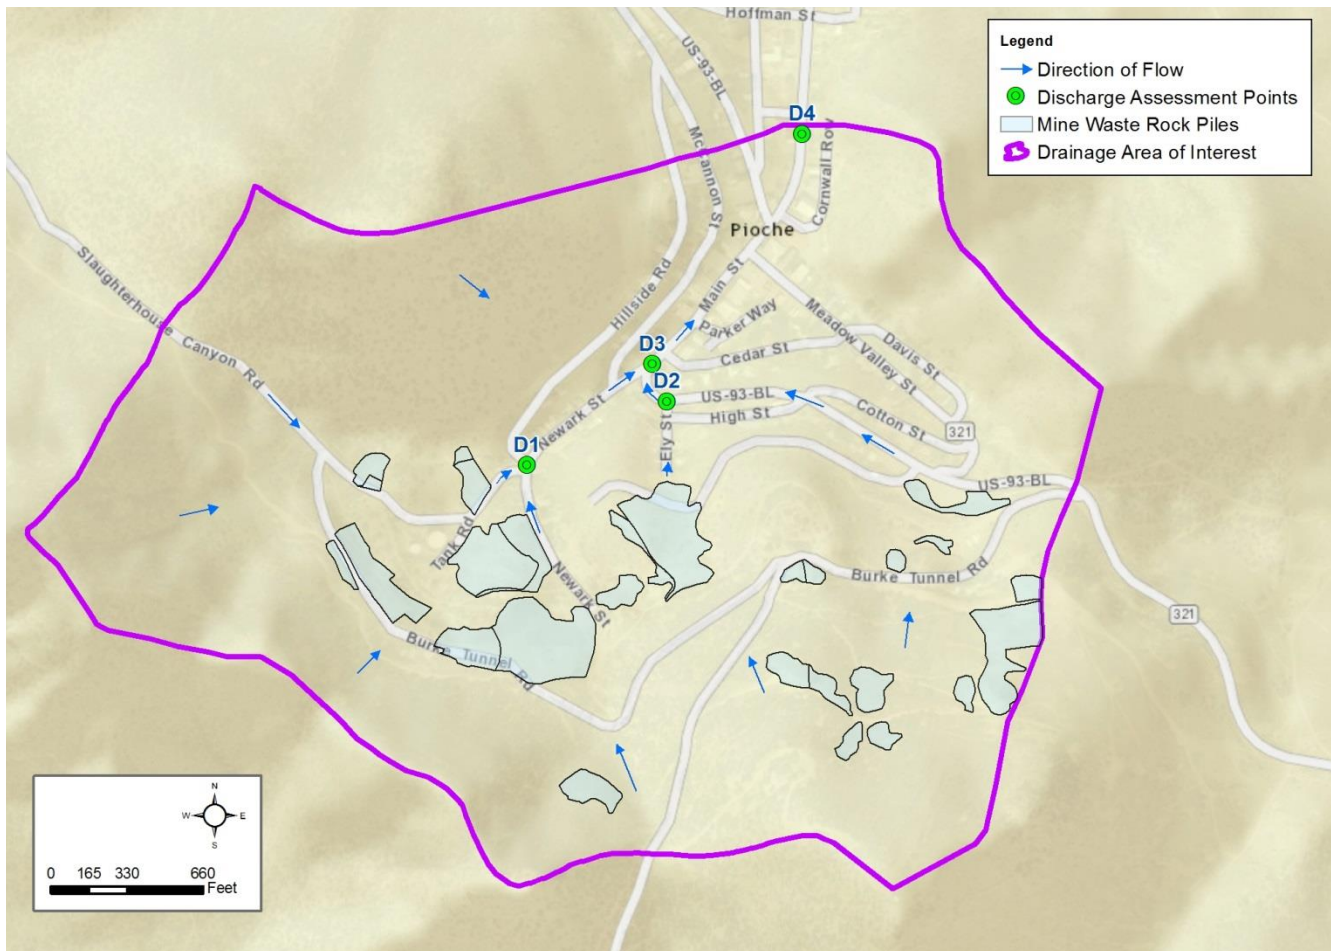 Hoffman St
US-93-BL
Legend
Direction of Flow
Discharge Assessment Points
Mine Waste Rock Piles
Drainage Area of Interest
D4
McCannon St
Cornwall Row
Pioche
Slaughterhouse Canyon Rd
Hillside Rd
Main St
Parker Way
Meadow Valley St
Davis St
D3
Cedar St
D2
US-93-BL
High St
Cotton St
Newark St
Ely St
321
D1
US-93-BL
Tank Rd
Newark St
Burke Tunnel Rd
321
Burke Tunnel Rd
N
W
E
S
0 165 330 660
Feet